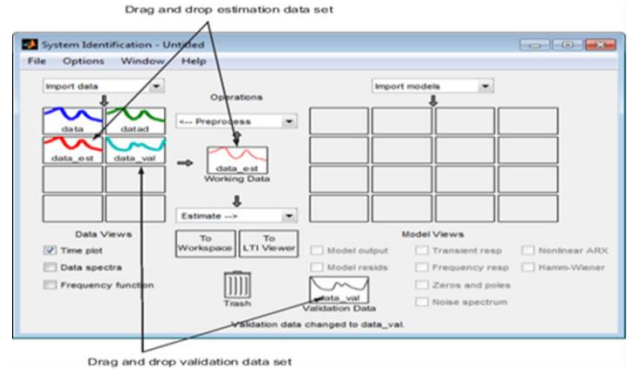 Drag and drop estimation data set
System Identification - Untitled
File Options Window Help
Import data
Import models
Operations
data
datad
<-- Preprocess
data_est
data_val
data_est
Working Data
Estimate -->
Data Views
To Workspace
To LTI Viewer
Model Views
Time plot
Data spectra
Frequency function
Model output
Transient resp
Nonlinear ARX
Model resids
Frequency resp
Hamm-Wiener
Zeros and poles
Noise spectrum
Trash
data_val
Validation Data
Validation data changed to data_val.
Drag and drop validation data set